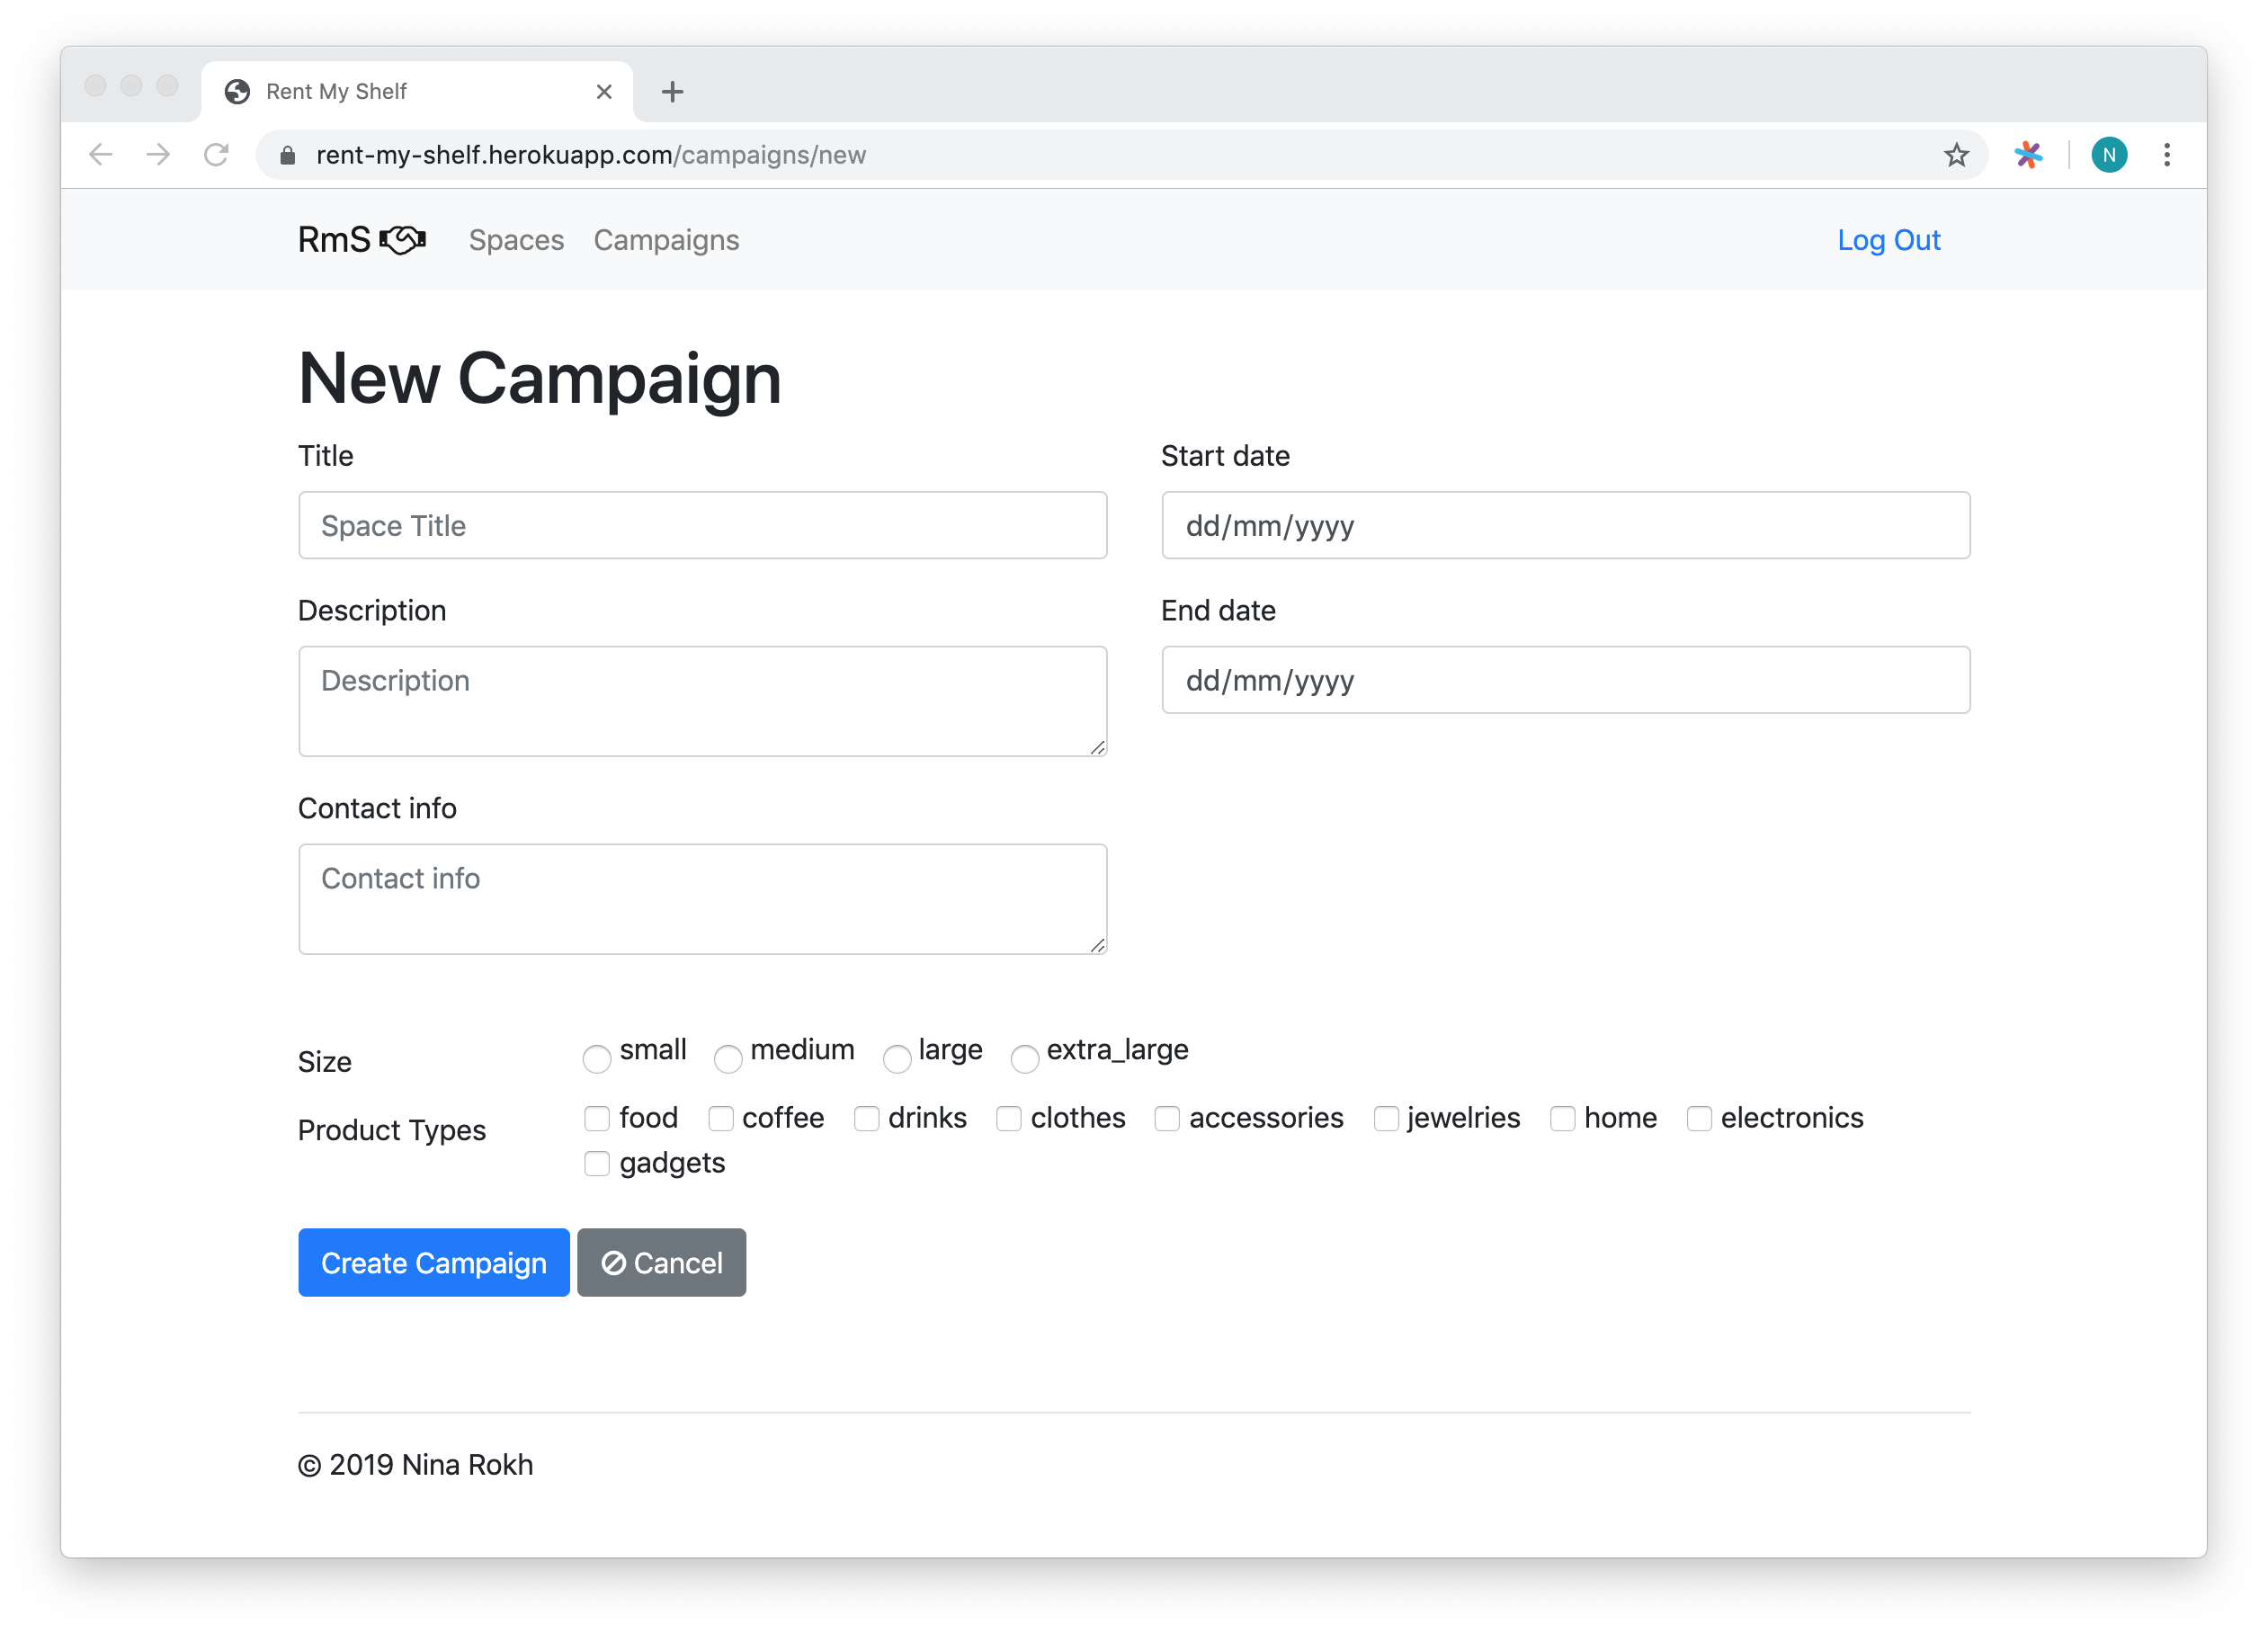 Rent My Shelf
rent-my-shelf.herokuapp.com/campaigns/new
N
RmS Spaces Campaigns Log Out
New Campaign
Title
Space Title
Start date
dd/mm/yyyy
Description
Description
End date
dd/mm/yyyy
Contact info
Contact info
Size small medium large extra_large
Product Types food coffee drinks clothes accessories jewelries home electronics
gadgets
Create Campaign Cancel
© 2019 Nina Rokh